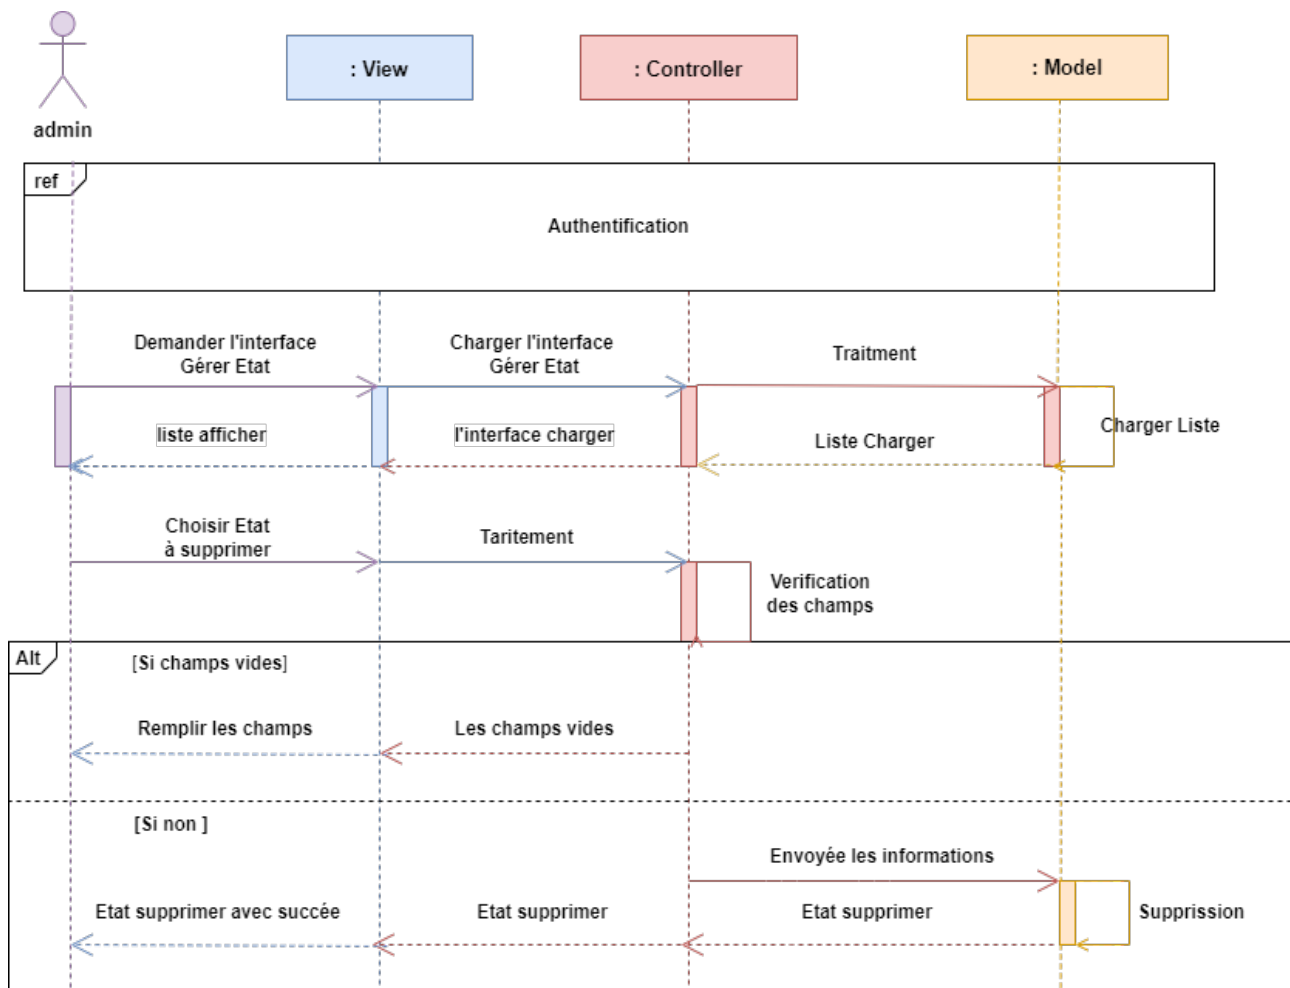 : View
: Controller
: Model
admin
ref
Authentification
Demander l'interface
Gérer Etat
Charger l'interface
Gérer Etat
Traitment
liste afficher
l'interface charger
Liste Charger
Charger Liste
Choisir Etat
à supprimer
Taritement
Verification
des champs
Alt
[Si champs vides]
Remplir les champs
Les champs vides
[Si non ]
Envoyée les informations
Etat supprimer avec succée
Etat supprimer
Etat supprimer
Supprission